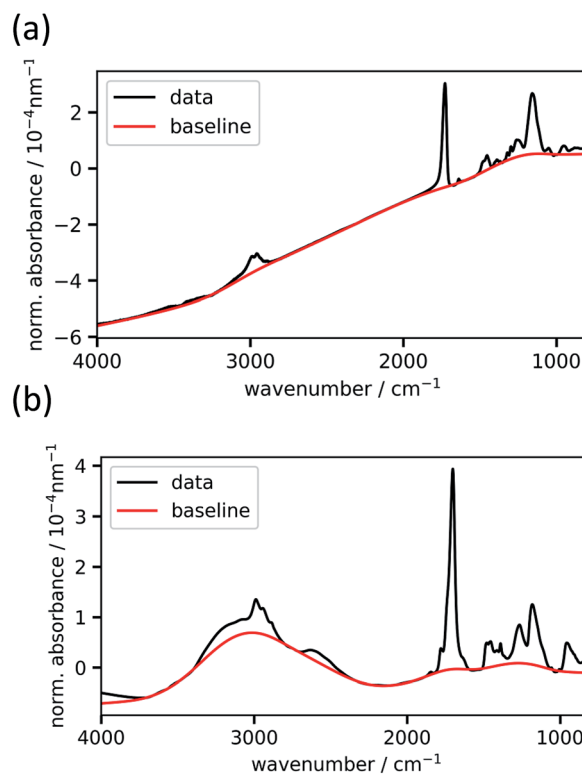 (a)
data
baseline
norm. absorbance / 10⁻⁴nm⁻¹
2
0
−2
−4
−6
4000 3000 2000 1000
wavenumber / cm⁻¹
(b)
data
baseline
norm. absorbance / 10⁻⁴nm⁻¹
4
3
2
1
0
4000 3000 2000 1000
wavenumber / cm⁻¹